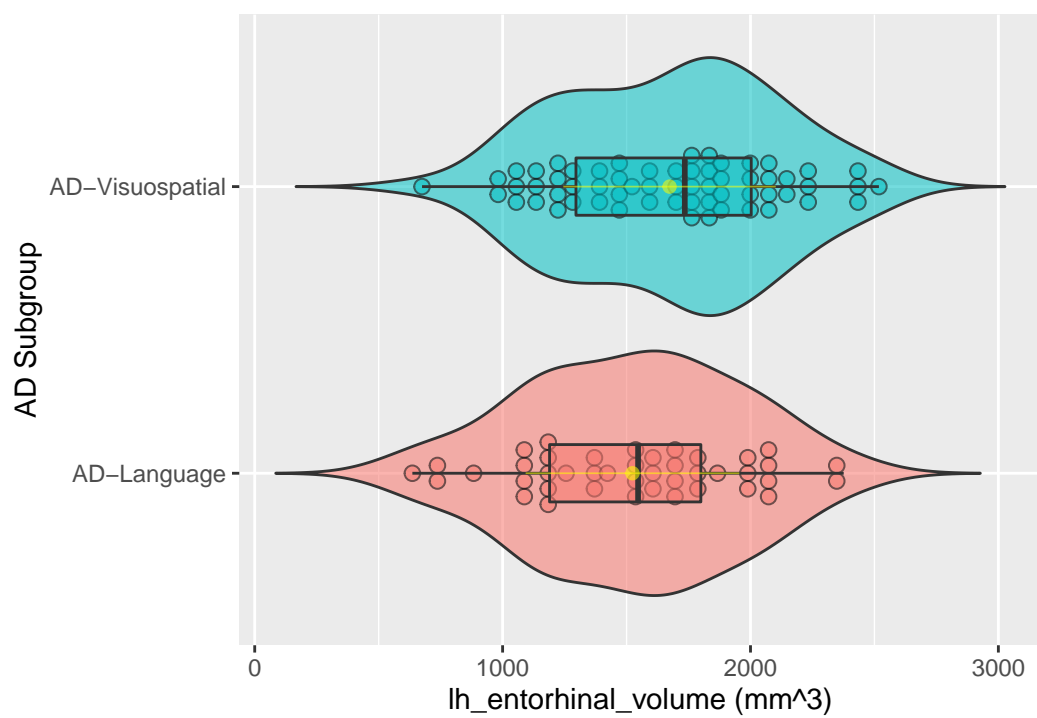 AD Subgroup
AD−Visuospatial
AD−Language
0 1000 2000 3000
lh_entorhinal_volume (mm^3)